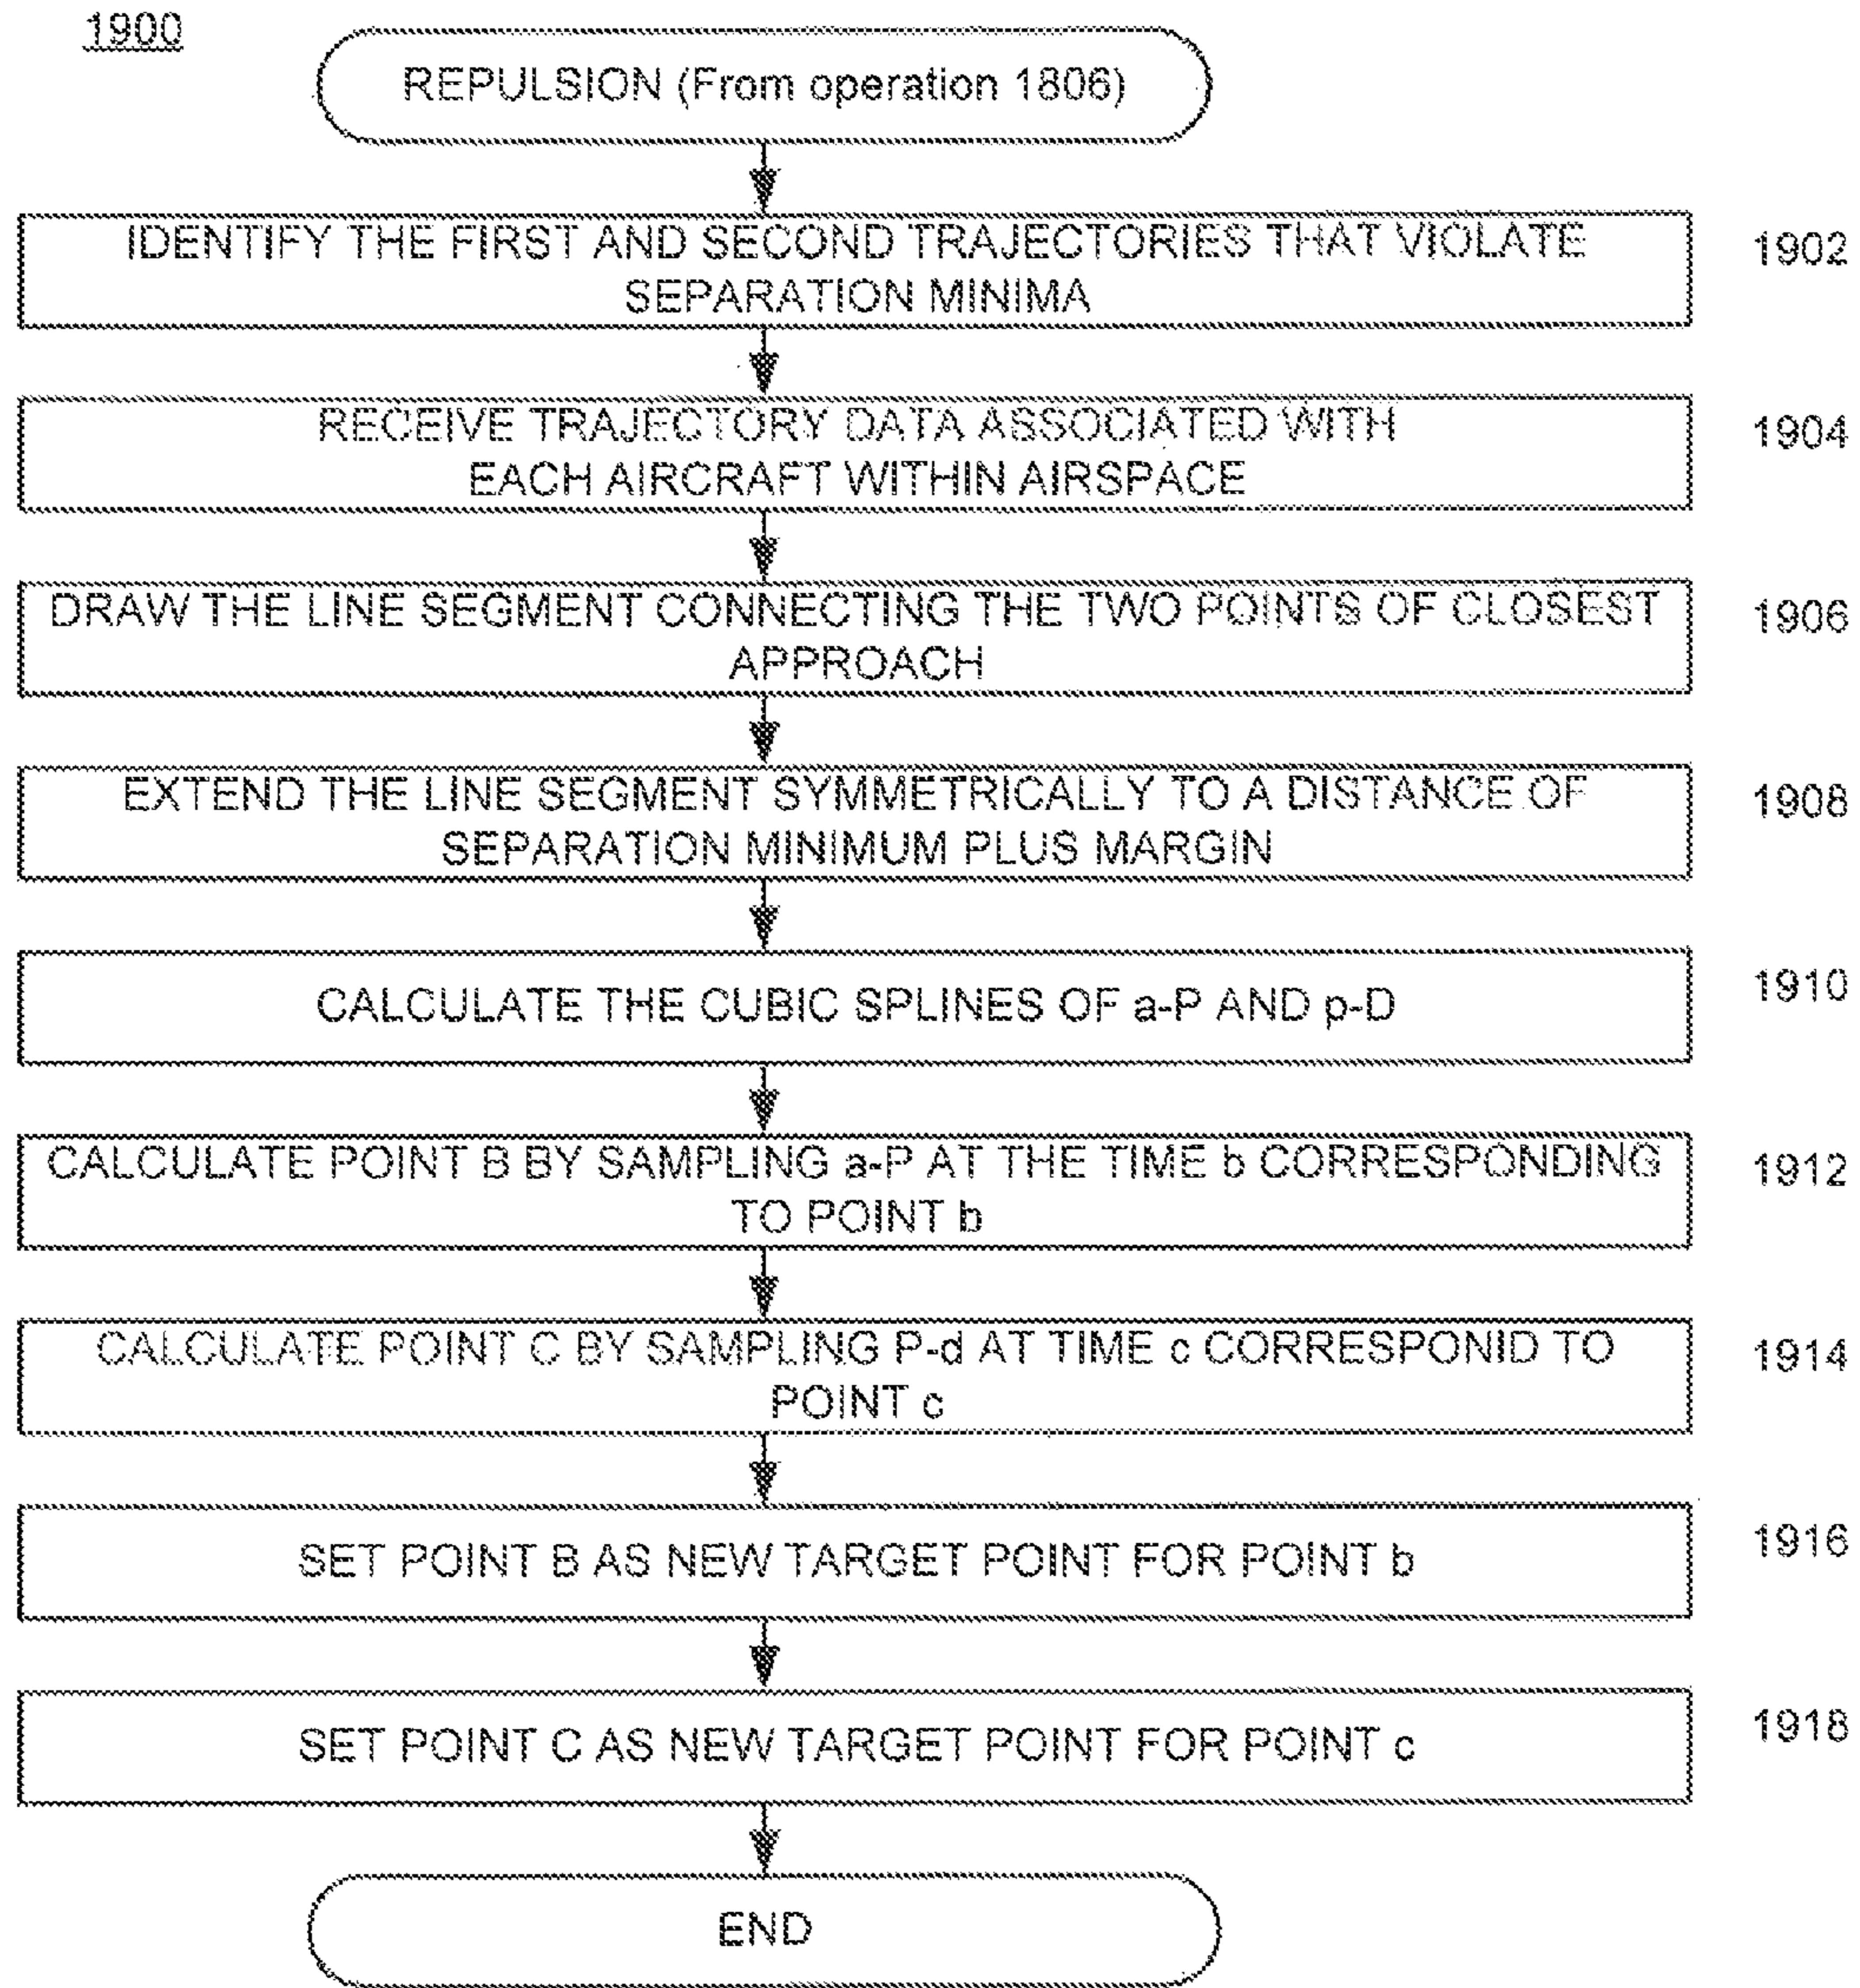 1900
REPULSION (From operation 1806)
IDENTIFY THE FIRST AND SECOND TRAJECTORIES THAT VIOLATE
SEPARATION MINIMA
1902
RECEIVE TRAJECTORY DATA ASSOCIATED WITH
EACH AIRCRAFT WITHIN AIRSPACE
1904
DRAW THE LINE SEGMENT CONNECTING THE TWO POINTS OF CLOSEST
APPROACH
1906
EXTEND THE LINE SEGMENT SYMMETRICALLY TO A DISTANCE OF
SEPARATION MINIMUM PLUS MARGIN
1908
CALCULATE THE CUBIC SPLINES OF a-P AND p-D
1910
CALCULATE POINT B BY SAMPLING a-P AT THE TIME b CORRESPONDING
TO POINT b
1912
CALCULATE POINT C BY SAMPLING P-d AT TIME c CORRESPONID TO
POINT c
1914
SET POINT B AS NEW TARGET POINT FOR POINT b
1916
SET POINT C AS NEW TARGET POINT FOR POINT c
1918
END